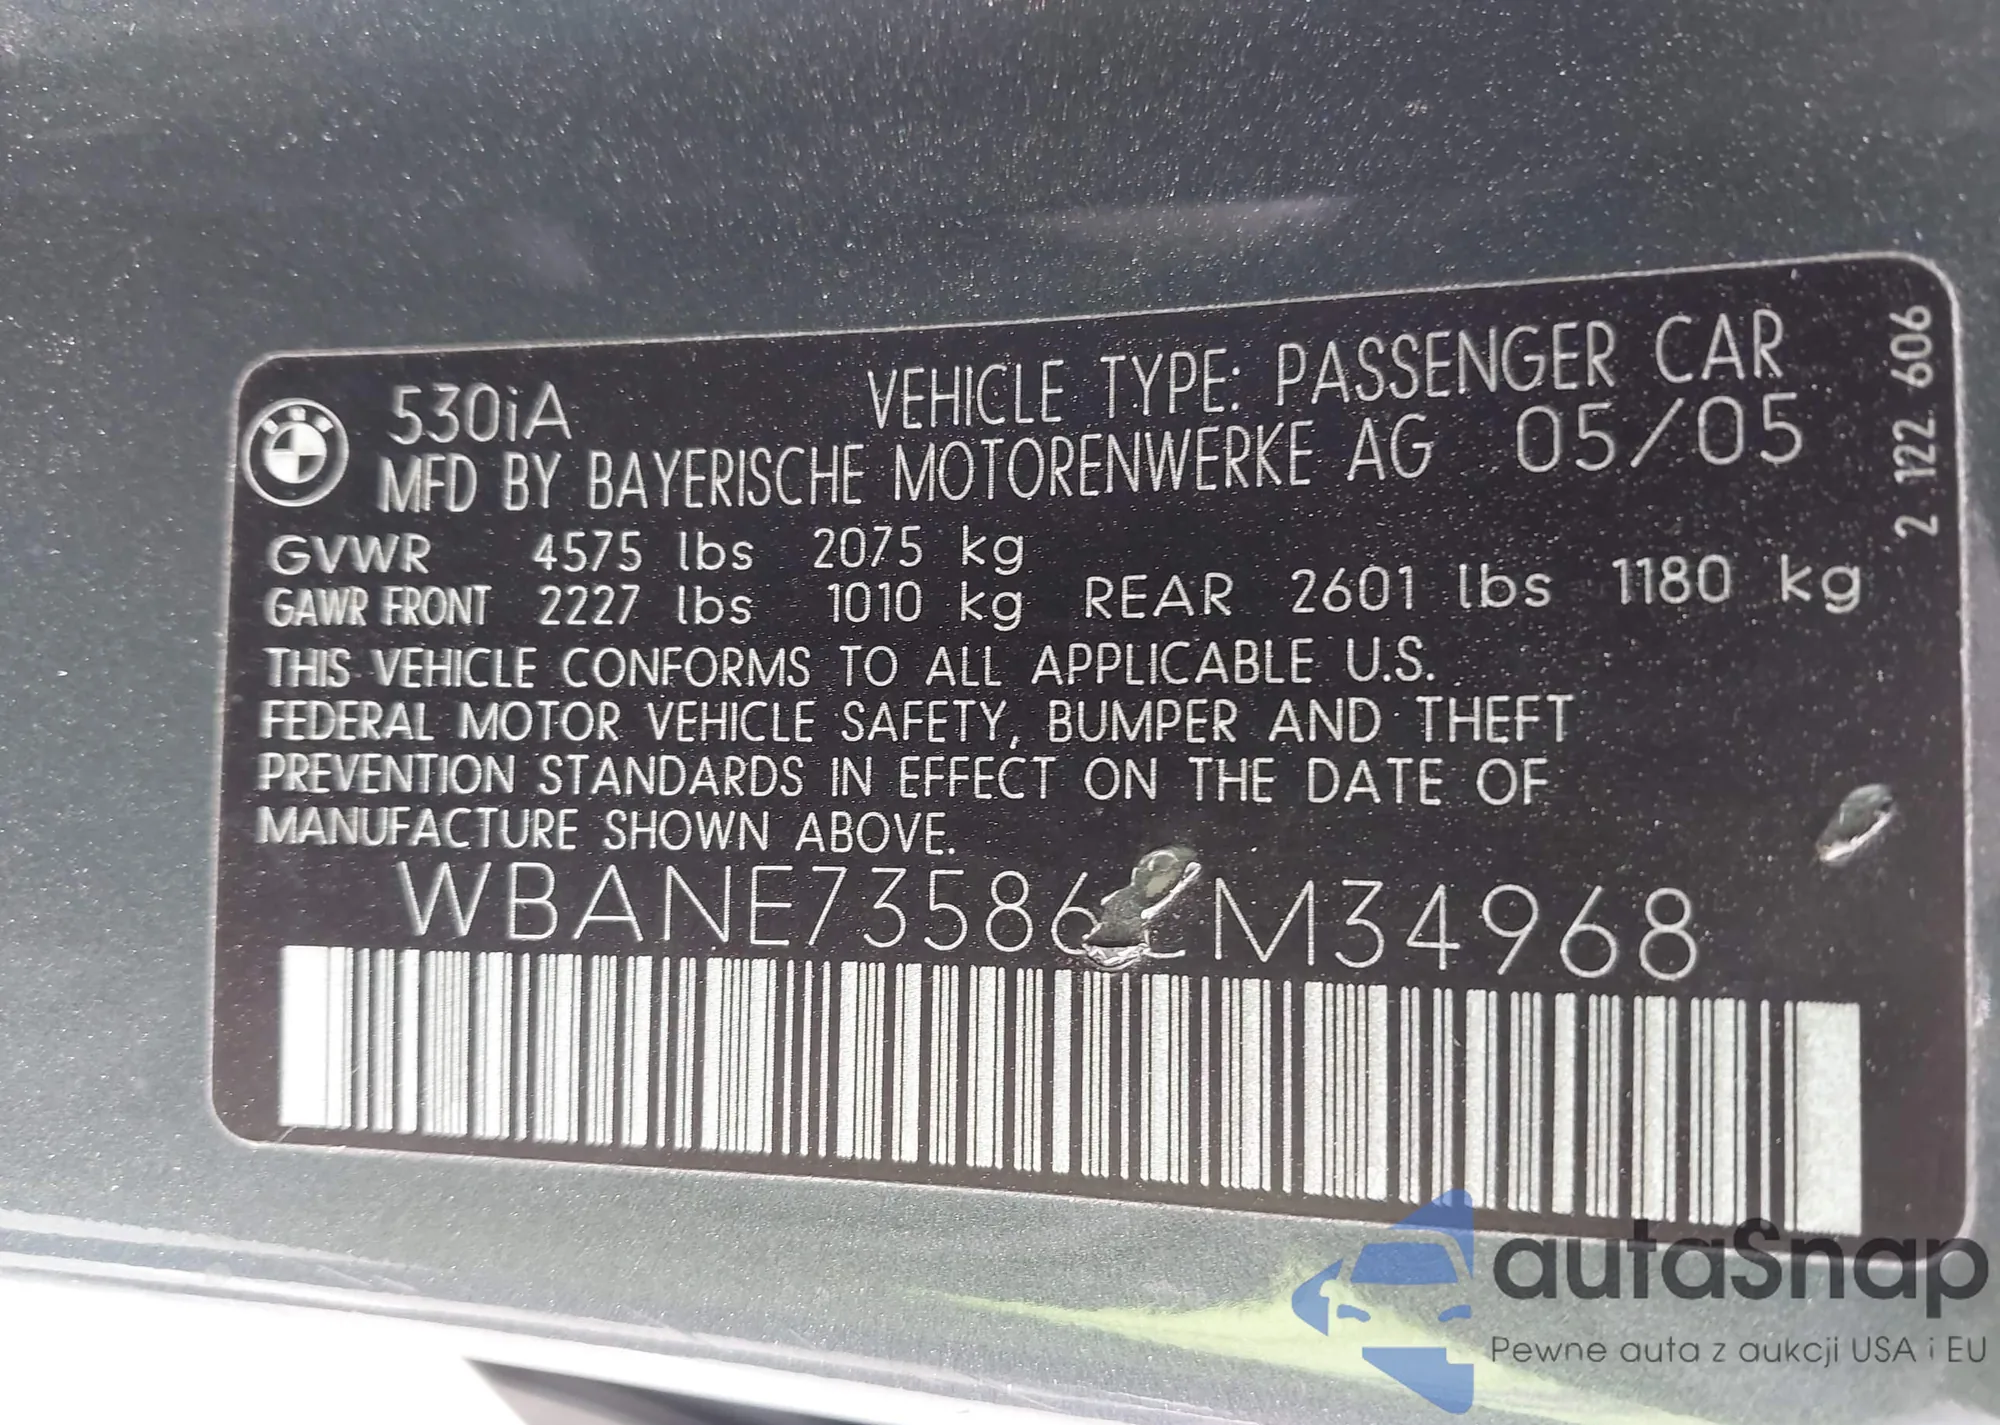 530iA VEHICLE TYPE: PASSENGER CAR
MFD BY BAYERISCHE MOTORENWERKE AG 05/05
GVWR 4575 lbs 2075 kg
GAWR FRONT 2227 lbs 1010 kg REAR 2601 lbs 1180 kg
THIS VEHICLE CONFORMS TO ALL APPLICABLE U.S.
FEDERAL MOTOR VEHICLE SAFETY, BUMPER AND THEFT
PREVENTION STANDARDS IN EFFECT ON THE DATE OF
MANUFACTURE SHOWN ABOVE.
WBANE73586CM34968
2 122 606
autaSnap
Pewne auta z aukcji USA i EU